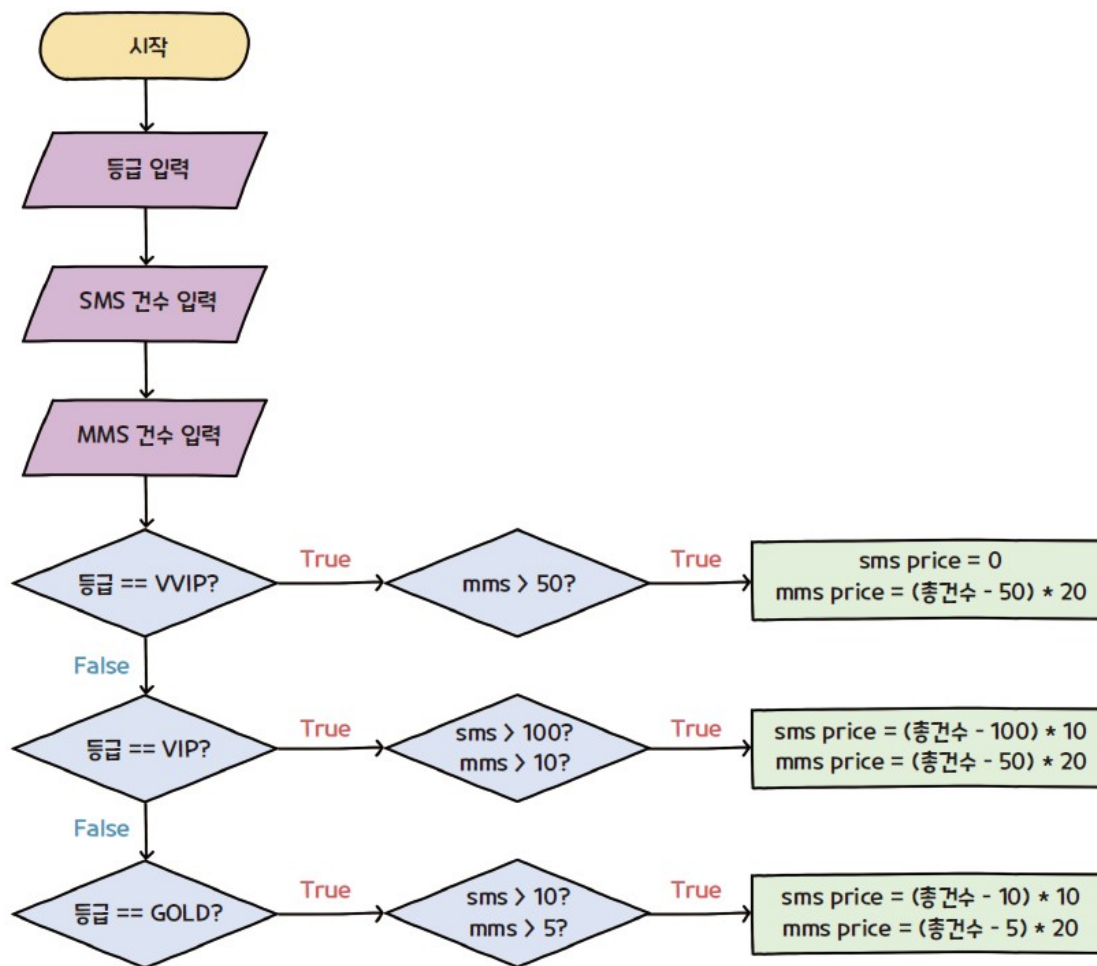 시작
등급 입력
SMS 건수 입력
MMS 건수 입력
등급 == VVIP?
True
mms > 50?
True
sms price = 0
mms price = (총건수 - 50) * 20
False
등급 == VIP?
True
sms > 100?
mms > 10?
True
sms price = (총건수 - 100) * 10
mms price = (총건수 - 50) * 20
False
등급 == GOLD?
True
sms > 10?
mms > 5?
True
sms price = (총건수 - 10) * 10
mms price = (총건수 - 5) * 20